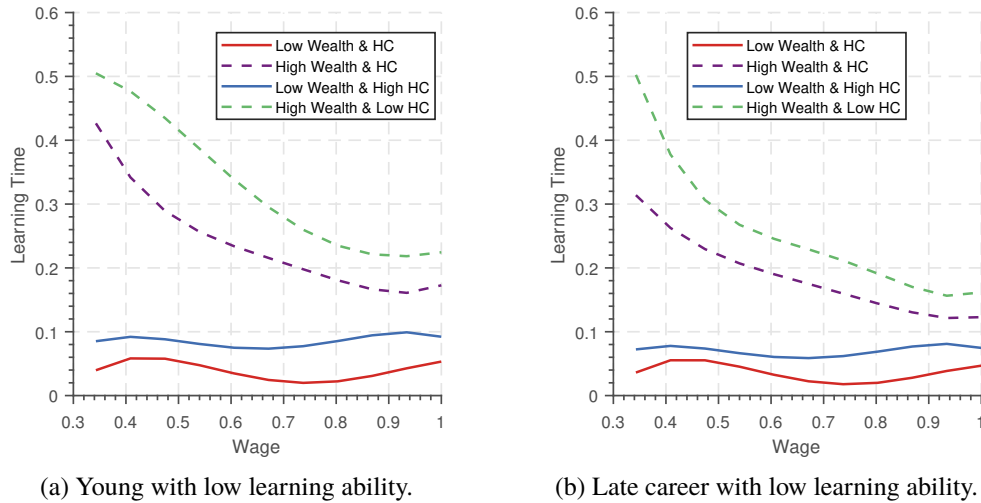 0.6
0.5
0.4
0.3
0.2
0.1
0
Learning Time
0.3 0.4 0.5 0.6 0.7 0.8 0.9 1
Wage
Low Wealth & HC
High Wealth & HC
Low Wealth & High HC
High Wealth & Low HC
(a) Young with low learning ability.
0.6
0.5
0.4
0.3
0.2
0.1
0
Learning Time
0.3 0.4 0.5 0.6 0.7 0.8 0.9 1
Wage
Low Wealth & HC
High Wealth & HC
Low Wealth & High HC
High Wealth & Low HC
(b) Late career with low learning ability.